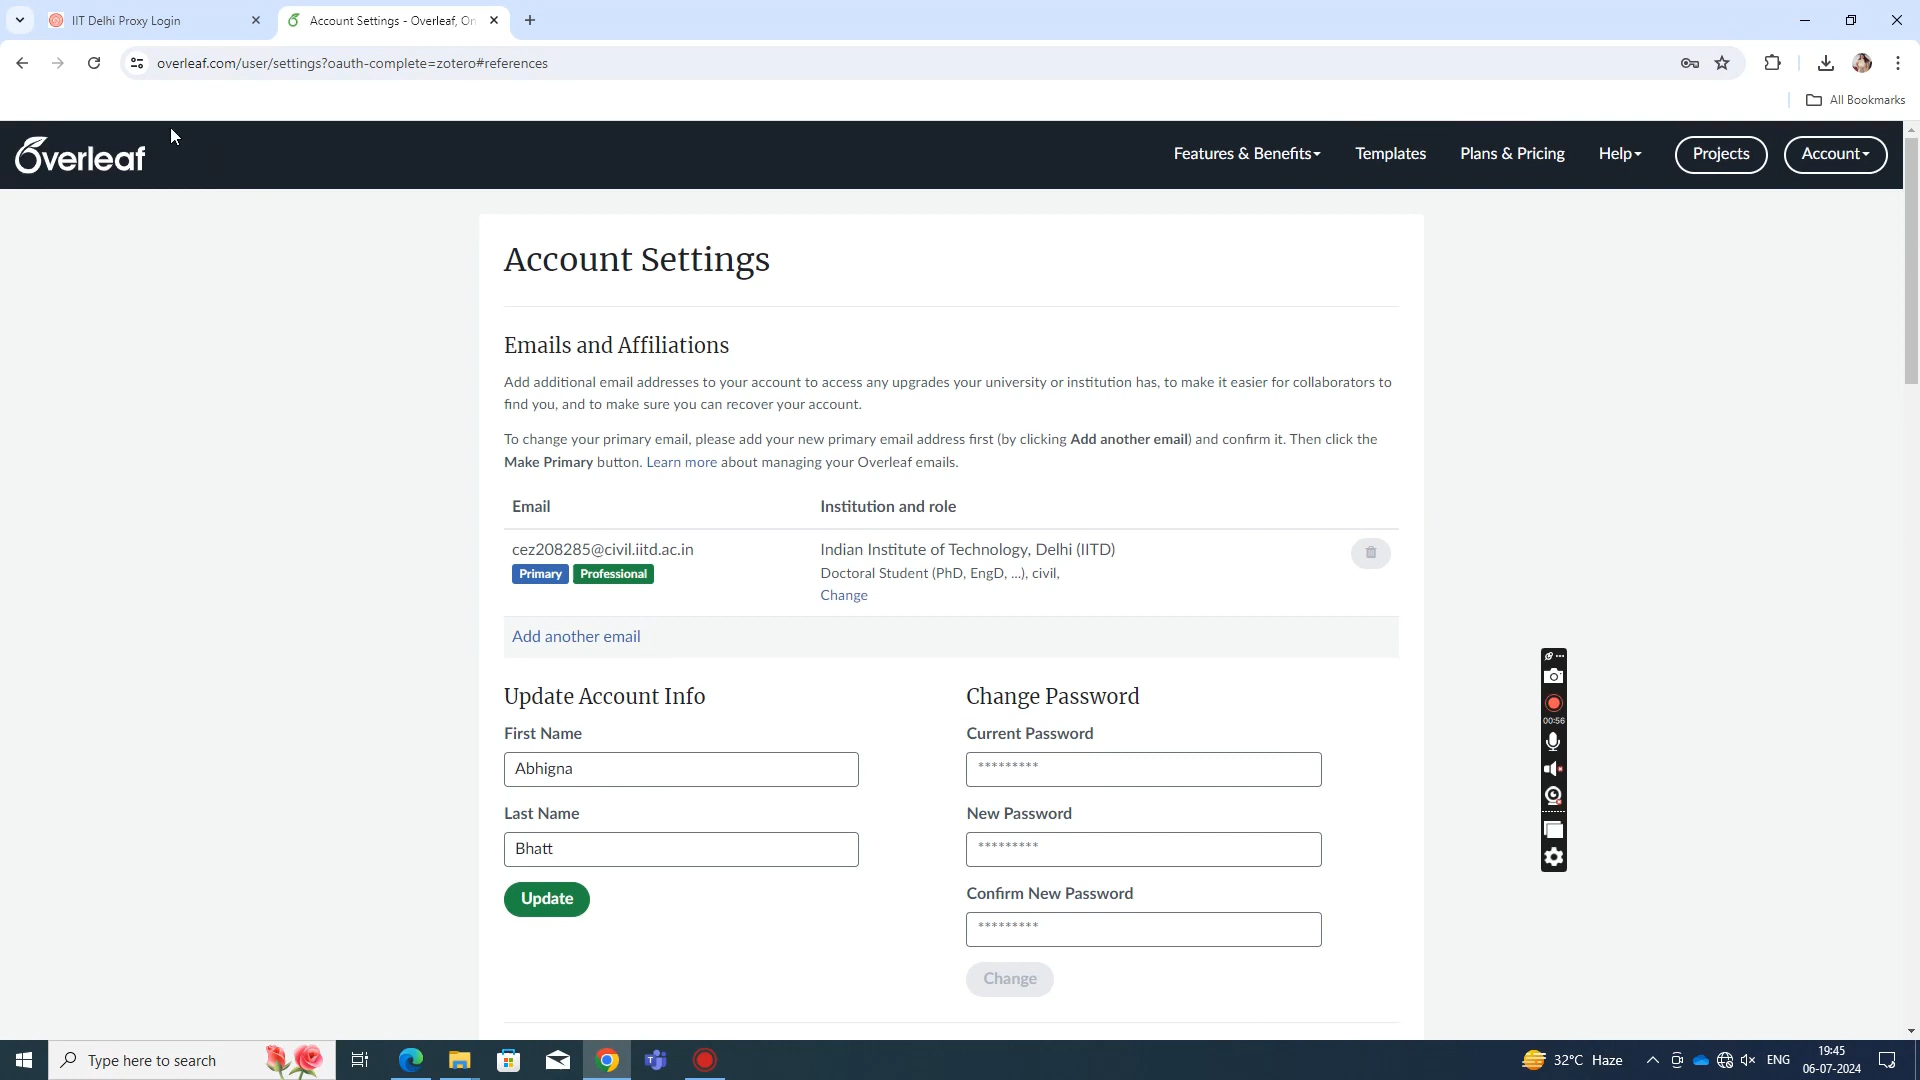 IIT Delhi Proxy Login
Account Settings - Overleaf, On
overleaf.com/user/settings?oauth-complete=zotero#references
All Bookmarks
Overleaf
Features & Benefits
Templates
Plans & Pricing
Help
Projects
Account
Account Settings
Emails and Affiliations
Add additional email addresses to your account to access any upgrades your university or institution has, to make it easier for collaborators to
find you, and to make sure you can recover your account.
To change your primary email, please add your new primary email address first (by clicking Add another email) and confirm it. Then click the
Make Primary button. Learn more about managing your Overleaf emails.
Email
Institution and role
cez208285@civil.iitd.ac.in
Indian Institute of Technology, Delhi (IITD)
Primary Professional
Doctoral Student (PhD, EngD, ...), civil,
Change
Add another email
Update Account Info
Change Password
First Name
Current Password
Abhigna
*********
Last Name
New Password
Bhatt
*********
Update
Confirm New Password
*********
Change
00:56
Type here to search
32°C Haze
ENG
19:45
06-07-2024